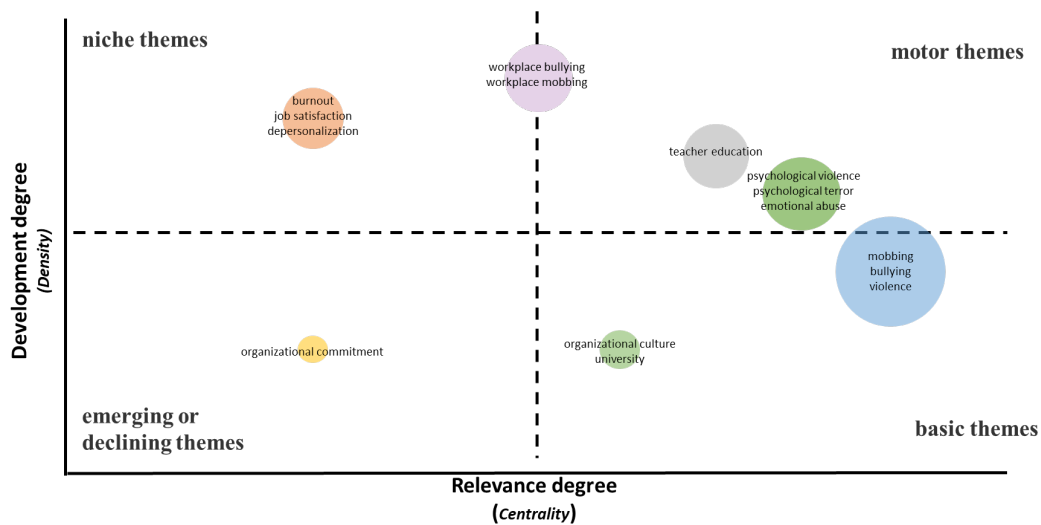 niche themes
motor themes
workplace bullying
workplace mobbing
burnout
job satisfaction
depersonalization
teacher education
psychological violence
psychological terror
emotional abuse
mobbing
bullying
violence
Development degree
(Density)
organizational commitment
organizational culture
university
emerging or
declining themes
basic themes
Relevance degree
(Centrality)